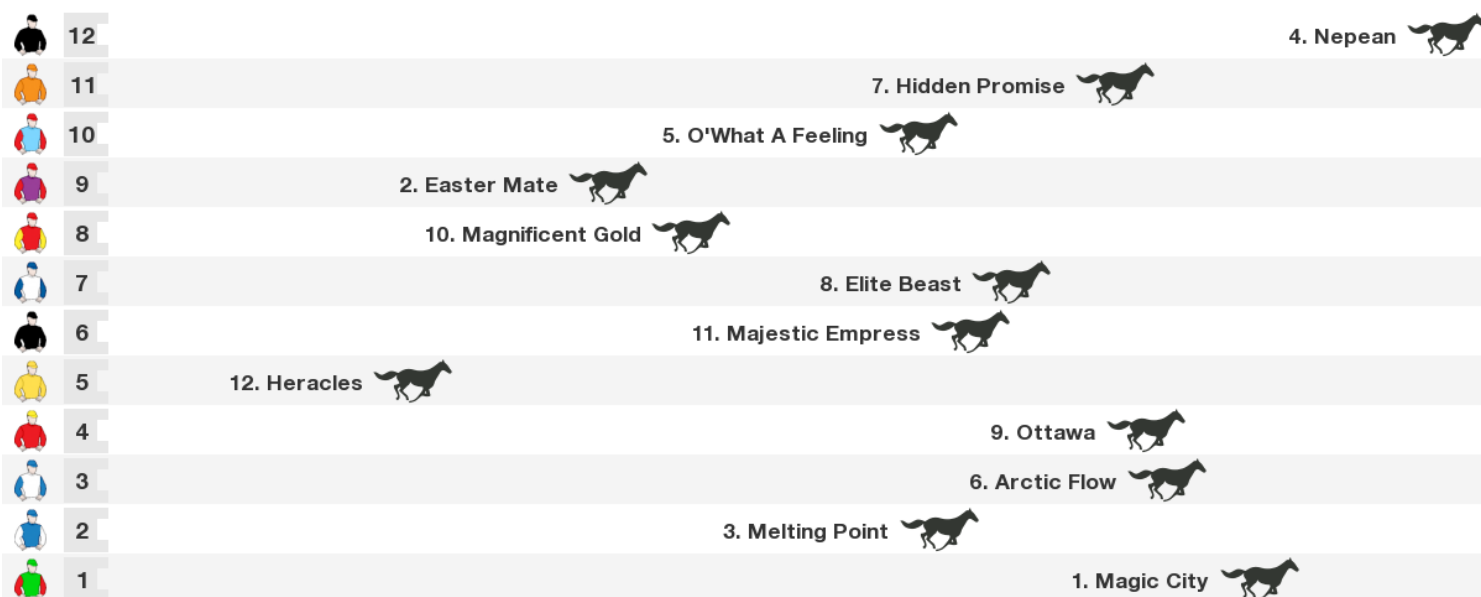 12 4. Nepean
11 7. Hidden Promise
10 5. O'What A Feeling
9 2. Easter Mate
8 10. Magnificent Gold
7 8. Elite Beast
6 11. Majestic Empress
5 12. Heracles
4 9. Ottawa
3 6. Arctic Flow
2 3. Melting Point
1 1. Magic City